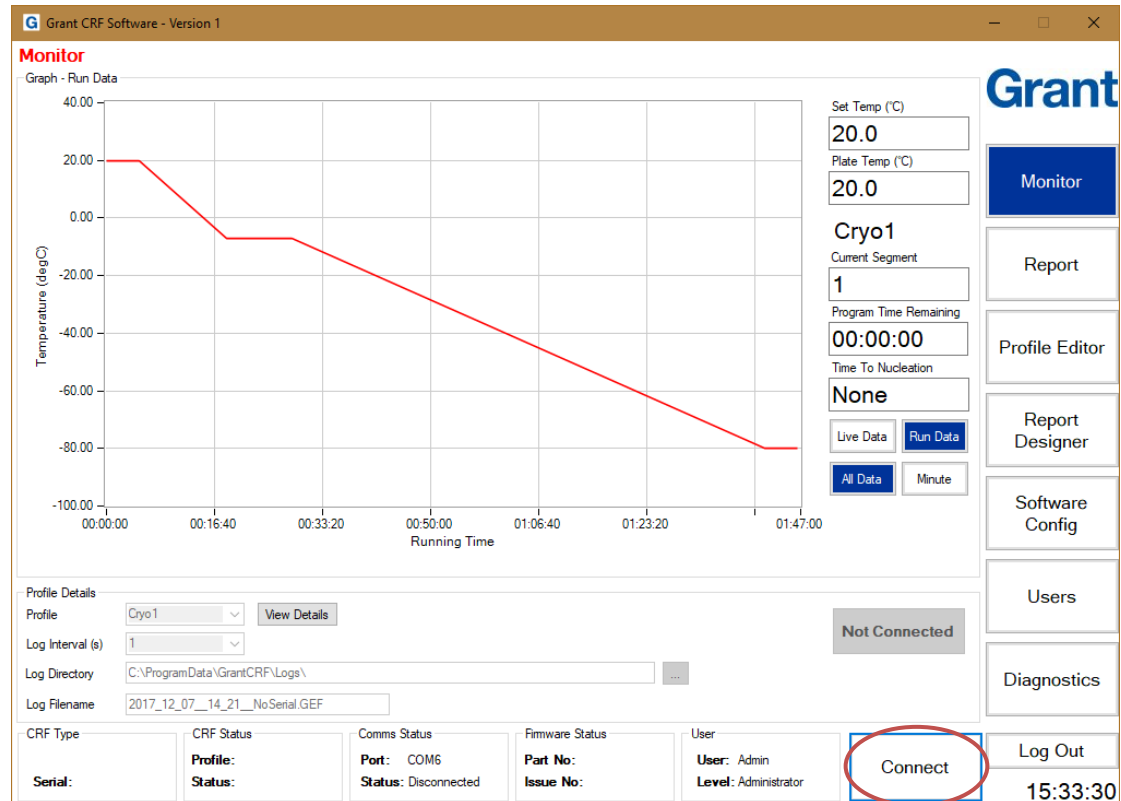 G Grant CRF Software - Version 1
Monitor
Graph - Run Data
40.00
20.00
0.00
-20.00
-40.00
-60.00
-80.00
-100.00
Temperature (degC)
00:00:00 00:16:40 00:33:20 00:50:00 01:06:40 01:23:20 01:47:00
Running Time
Set Temp (°C)
20.0
Plate Temp (°C)
20.0
Cryo1
Current Segment
1
Program Time Remaining
00:00:00
Time To Nucleation
None
Live Data Run Data
All Data Minute
Grant
Monitor
Report
Profile Editor
Report
Designer
Software
Config
Users
Diagnostics
Log Out
15:33:30
Profile Details
Profile Cryo1 View Details
Log Interval (s) 1
Log Directory C:\ProgramData\GrantCRF\Logs\ ...
Log Filename 2017_12_07__14_21__NoSerial.GEF
Not Connected
CRF Type
Serial:
CRF Status
Profile:
Status:
Comms Status
Port: COM6
Status: Disconnected
Firmware Status
Part No:
Issue No:
User
User: Admin
Level: Administrator
Connect